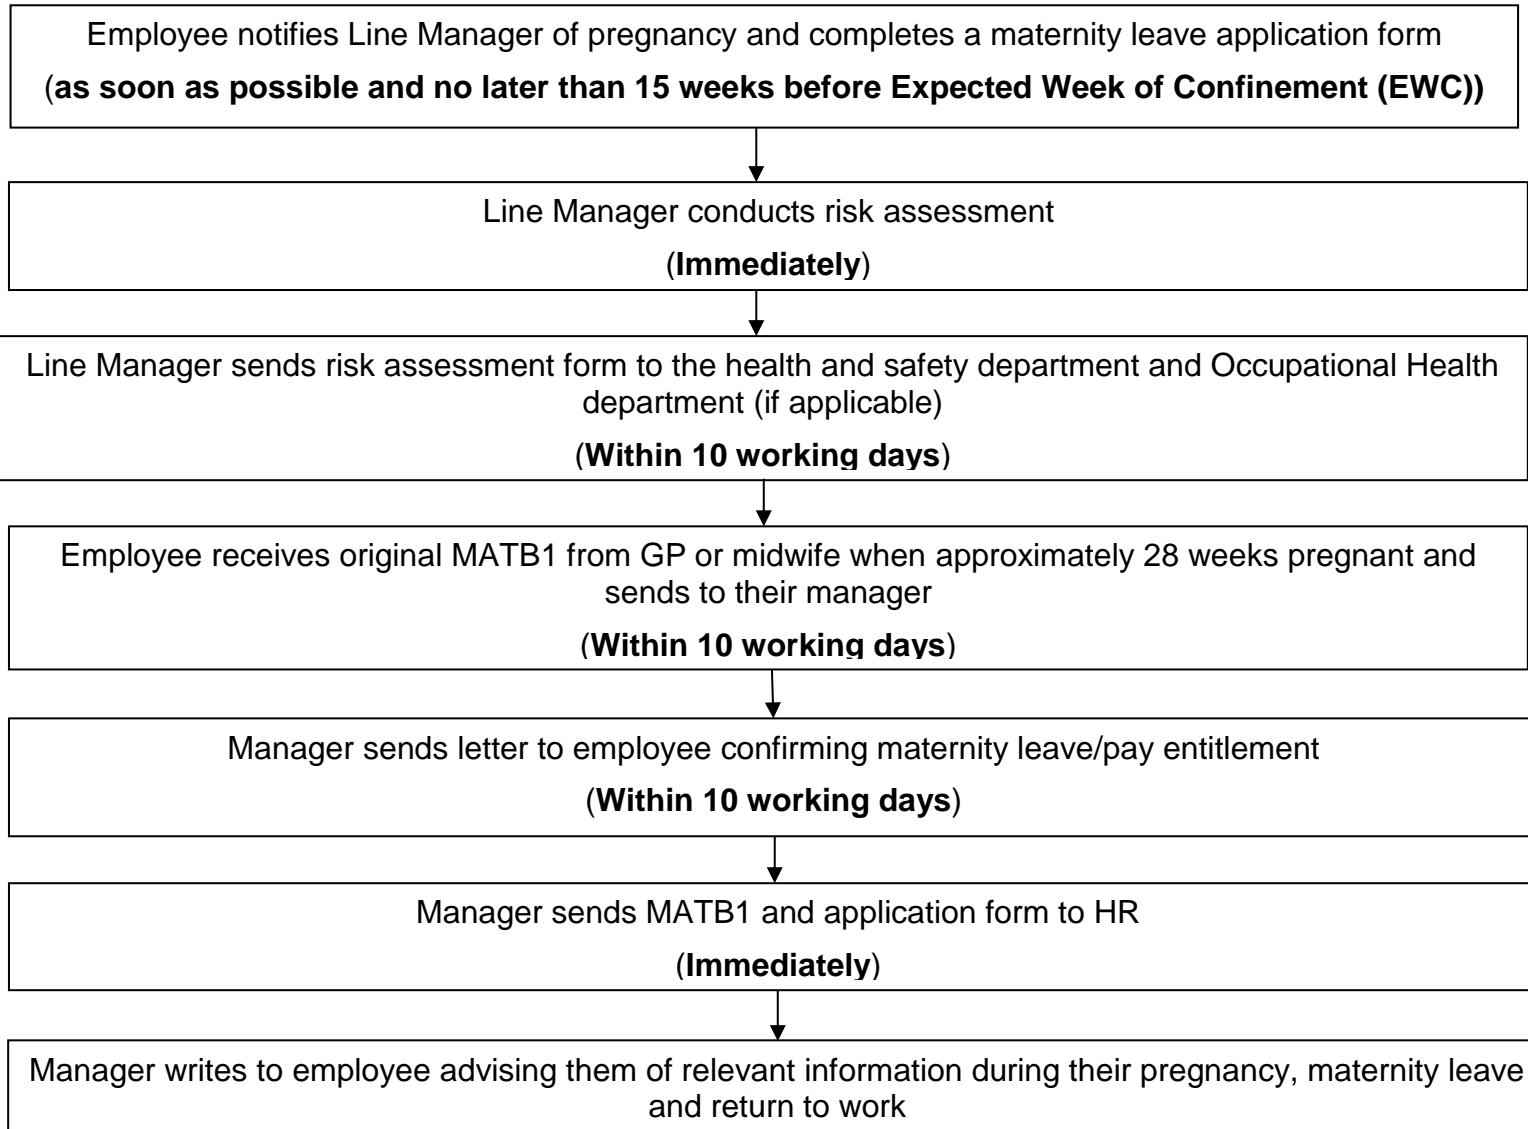 Employee notifies Line Manager of pregnancy and completes a maternity leave application form
(as soon as possible and no later than 15 weeks before Expected Week of Confinement (EWC))
Line Manager conducts risk assessment
(Immediately)
Line Manager sends risk assessment form to the health and safety department and Occupational Health
department (if applicable)
(Within 10 working days)
Employee receives original MATB1 from GP or midwife when approximately 28 weeks pregnant and
sends to their manager
(Within 10 working days)
Manager sends letter to employee confirming maternity leave/pay entitlement
(Within 10 working days)
Manager sends MATB1 and application form to HR
(Immediately)
Manager writes to employee advising them of relevant information during their pregnancy, maternity leave
and return to work